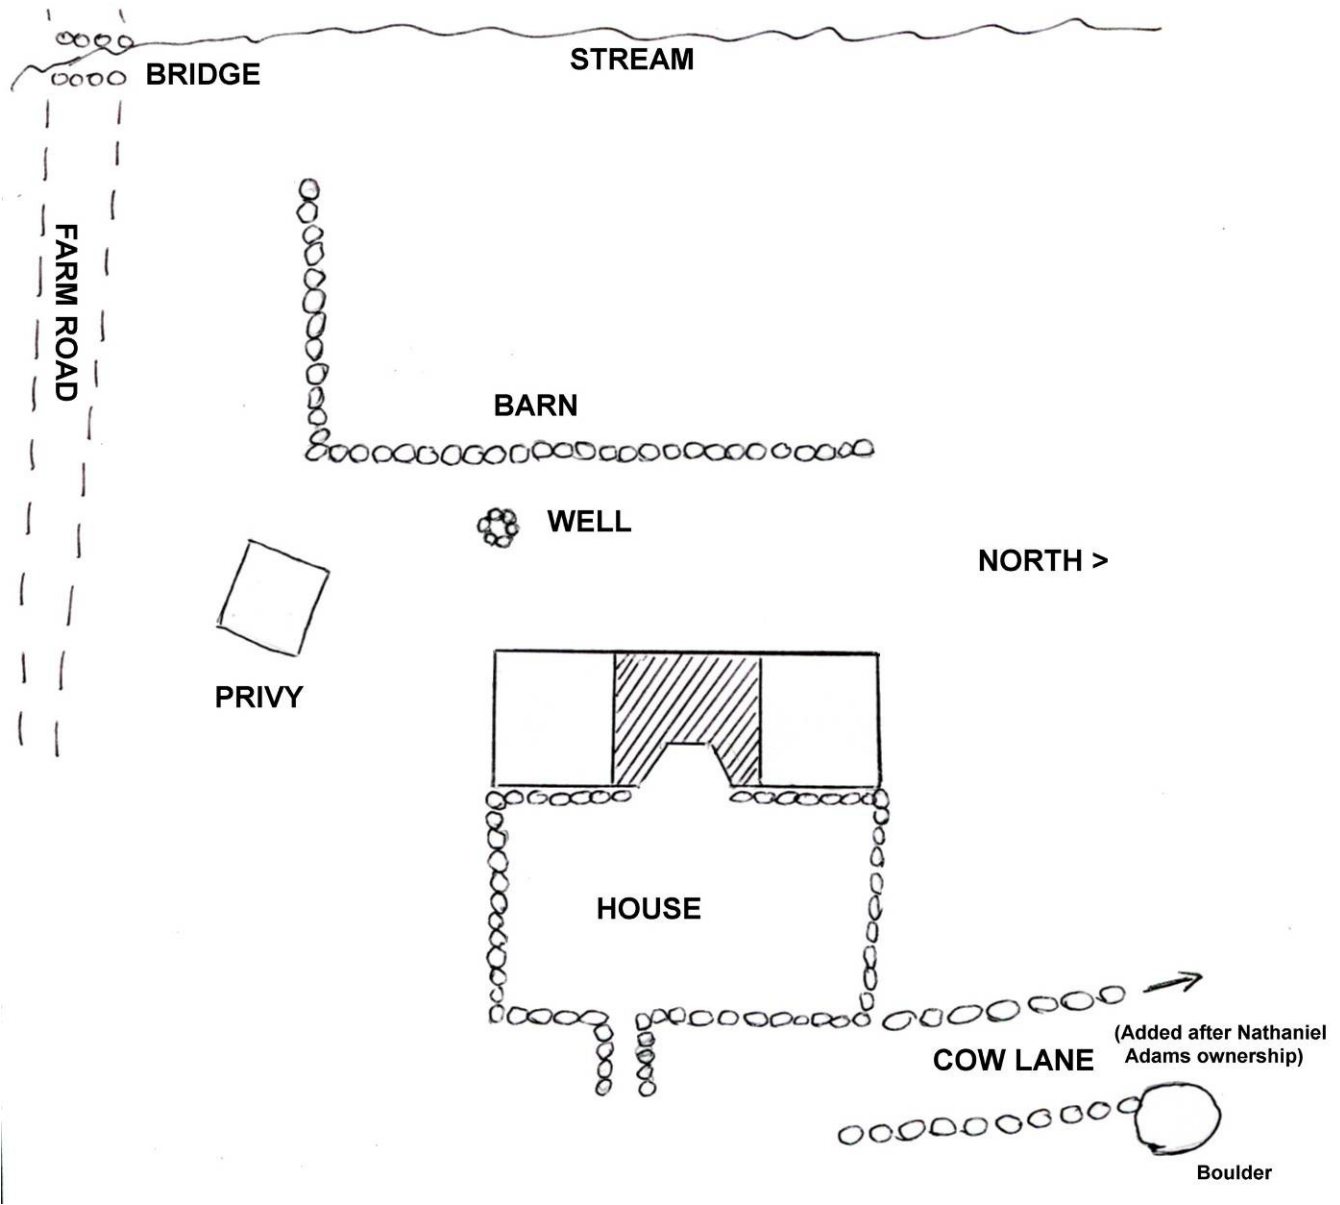 STREAM
BRIDGE
FARM ROAD
BARN
WELL
NORTH >
PRIVY
HOUSE
(Added after Nathaniel
Adams ownership)
COW LANE
Boulder